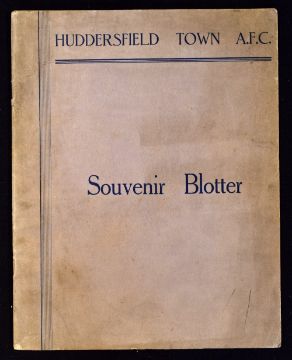 HUDDERSFIELD TOWN A.F.C.
Souvenir Blotter